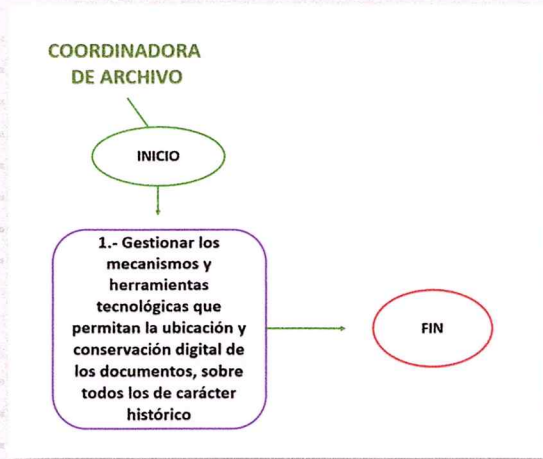 COORDINADORA
DE ARCHIVO
INICIO
1.- Gestionar los
mecanismos y
herramientas
tecnológicas que
permitan la ubicación y
conservación digital de
los documentos, sobre
todos los de carácter
histórico
FIN